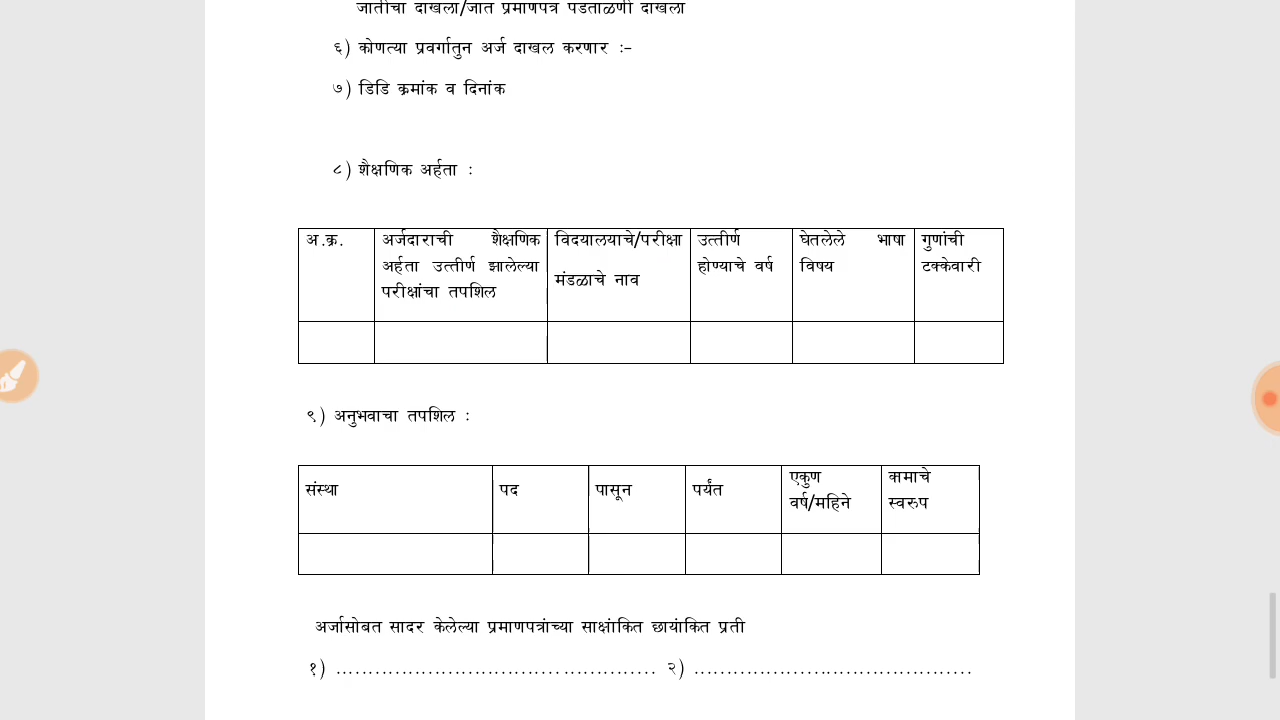 जातीचा दाखला/जात प्रमाणपत्र पडताळणी दाखला
६) कोणत्या प्रवर्गातुन अर्ज दाखल करणार :-
७) डिडि क्रमांक व दिनांक
८) शैक्षणिक अर्हता :
अ.क्र. अर्जदाराची शैक्षणिक विदयालयाचे/परीक्षा उत्तीर्ण घेतलेले भाषा गुणांची
अर्हता उत्तीर्ण झालेल्या मंडळाचे नाव होण्याचे वर्ष विषय टक्केवारी
परीक्षांचा तपशिल
९) अनुभवाचा तपशिल :
संस्था पद पासून पर्यंत एकुण कामाचे
वर्ष/महिने स्वरुप
अर्जासोबत सादर केलेल्या प्रमाणपत्रांच्या साक्षांकित छायांकित प्रती
१) ................................................ २) ..........................................